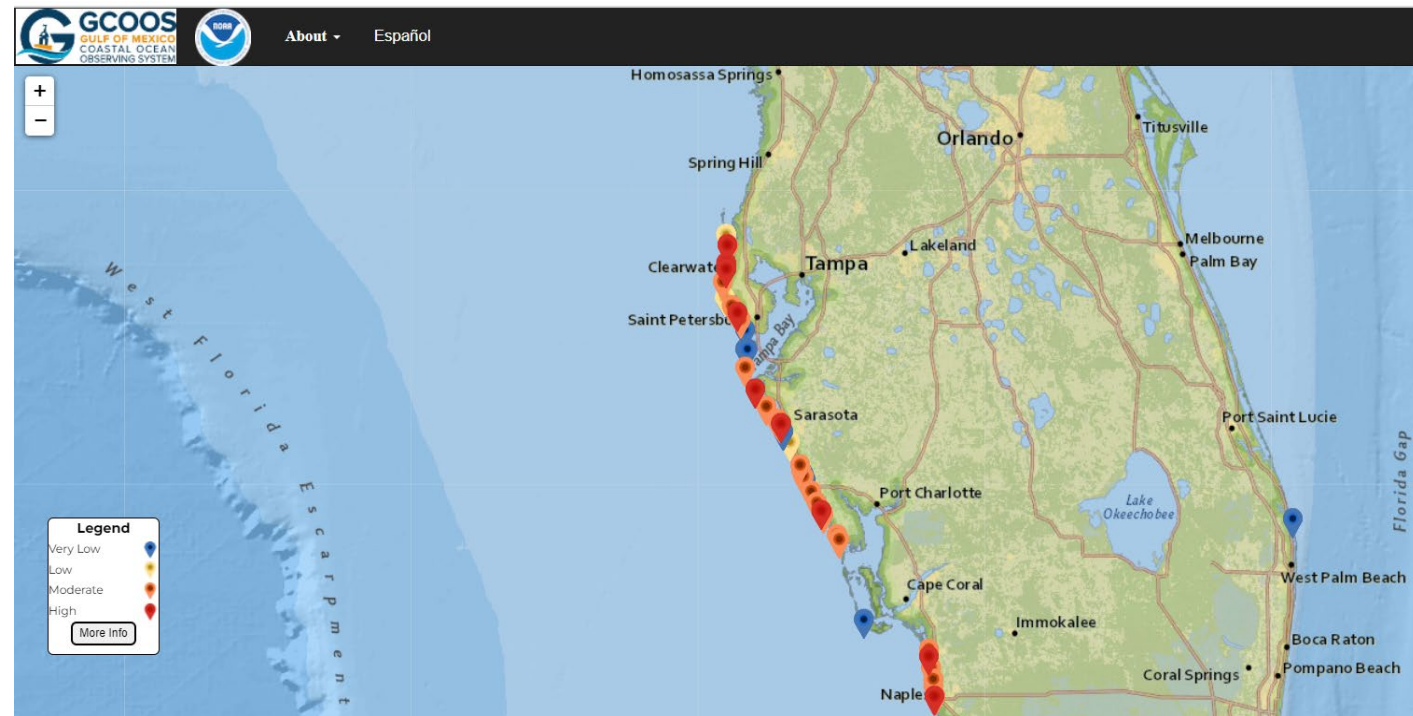 GCOOS
GULF OF MEXICO
COASTAL OCEAN
OBSERVING SYSTEM
NOAA
About
Español
+
−
Homosassa Springs
Titusville
Orlando
Spring Hill
Melbourne
Lakeland
Palm Bay
Clearwat
Tampa
West Florida Escarpment
Saint Petersbu
Tampa Bay
Sarasota
Port Saint Lucie
Florida Gap
Port Charlotte
Lake
Okeechobee
Legend
Very Low
Low
Moderate
High
More Info
West Palm Beach
Cape Coral
Immokalee
Boca Raton
Coral Springs
Pompano Beach
Naples